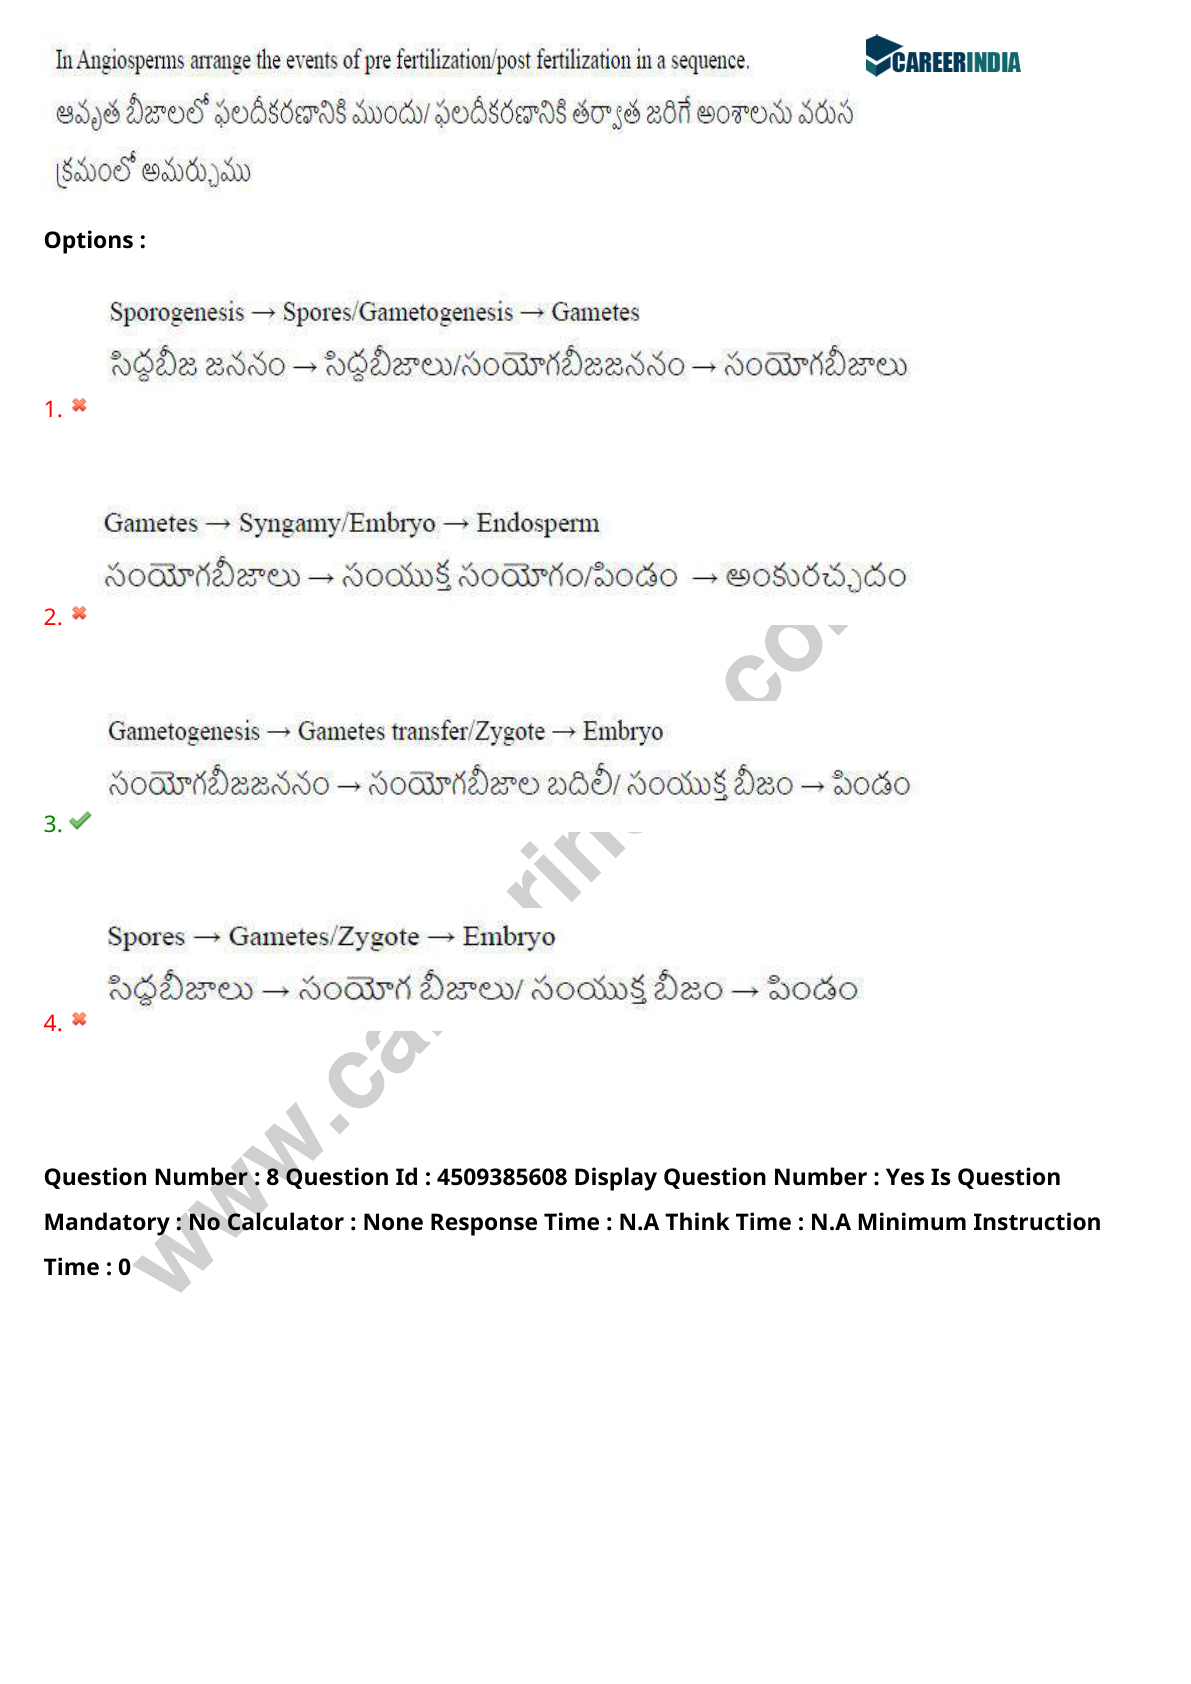 CAREERINDIA
In Angiosperms arrange the events of pre fertilization/post fertilization in a sequence.
ఆవృత బీజాలలో ఫలదీకరణానికి ముందు/ ఫలదీకరణానికి తర్వాత జరిగే అంశాలను వరుస
క్రమంలో అమర్చుము
Options :
Sporogenesis → Spores/Gametogenesis → Gametes
సిద్ధబీజ జననం → సిద్ధబీజాలు/సంయోగబీజజననం → సంయోగబీజాలు
1.
Gametes → Syngamy/Embryo → Endosperm
సంయోగబీజాలు → సంయుక్త సంయోగం/పిండం → అంకురచ్ఛదం
2.
Gametogenesis → Gametes transfer/Zygote → Embryo
సంయోగబీజజననం → సంయోగబీజాల బదిలీ/ సంయుక్త బీజం → పిండం
3.
Spores → Gametes/Zygote → Embryo
సిద్ధబీజాలు → సంయోగ బీజాలు/ సంయుక్త బీజం → పిండం
4.
Question Number : 8 Question Id : 4509385608 Display Question Number : Yes Is Question
Mandatory : No Calculator : None Response Time : N.A Think Time : N.A Minimum Instruction
Time : 0